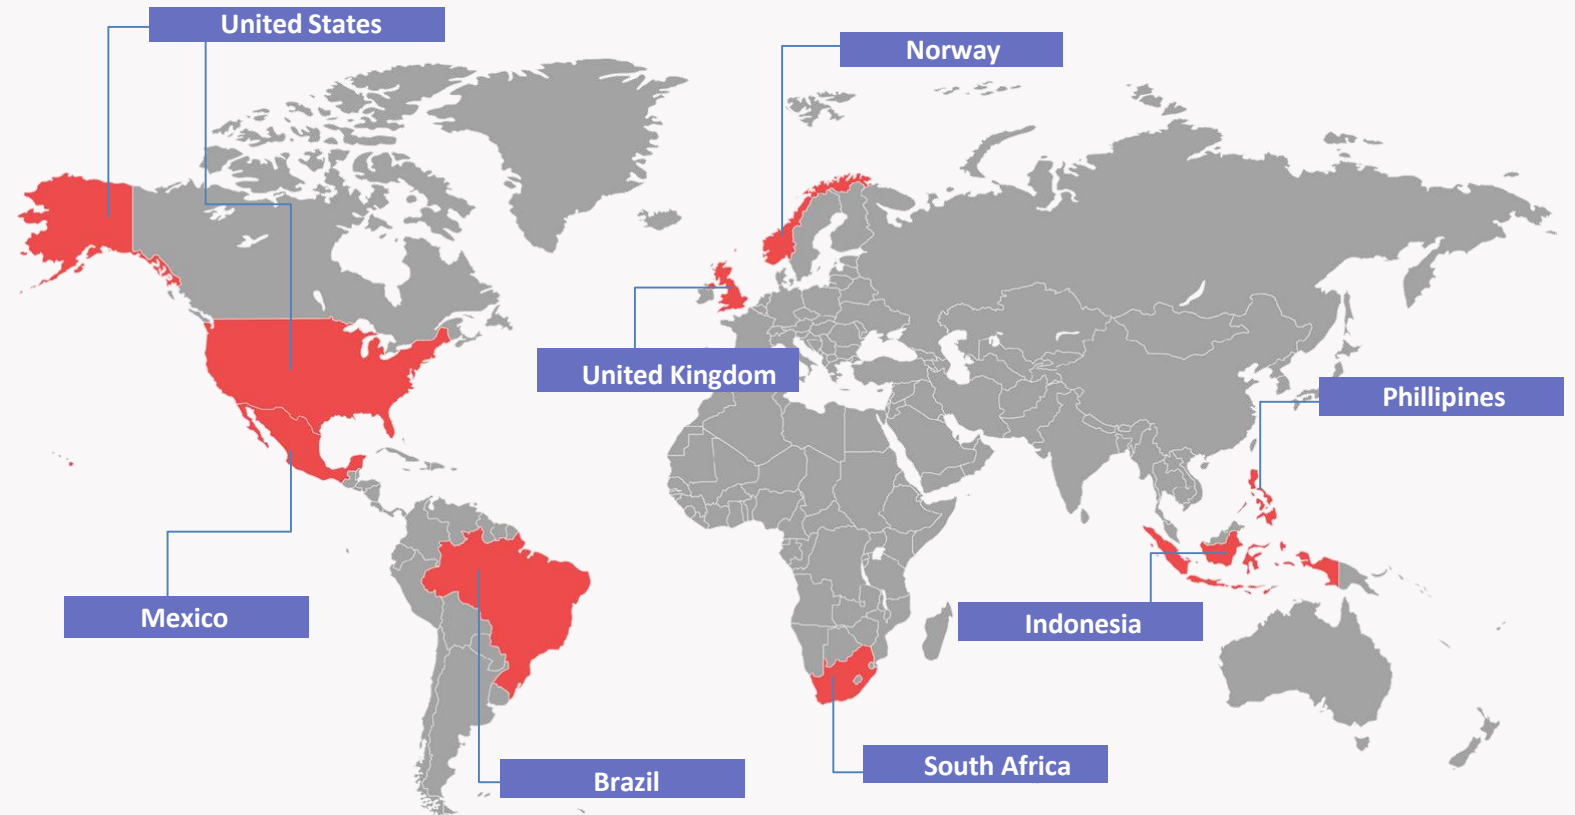 United States
Norway
United Kingdom
Phillipines
Mexico
Indonesia
South Africa
Brazil